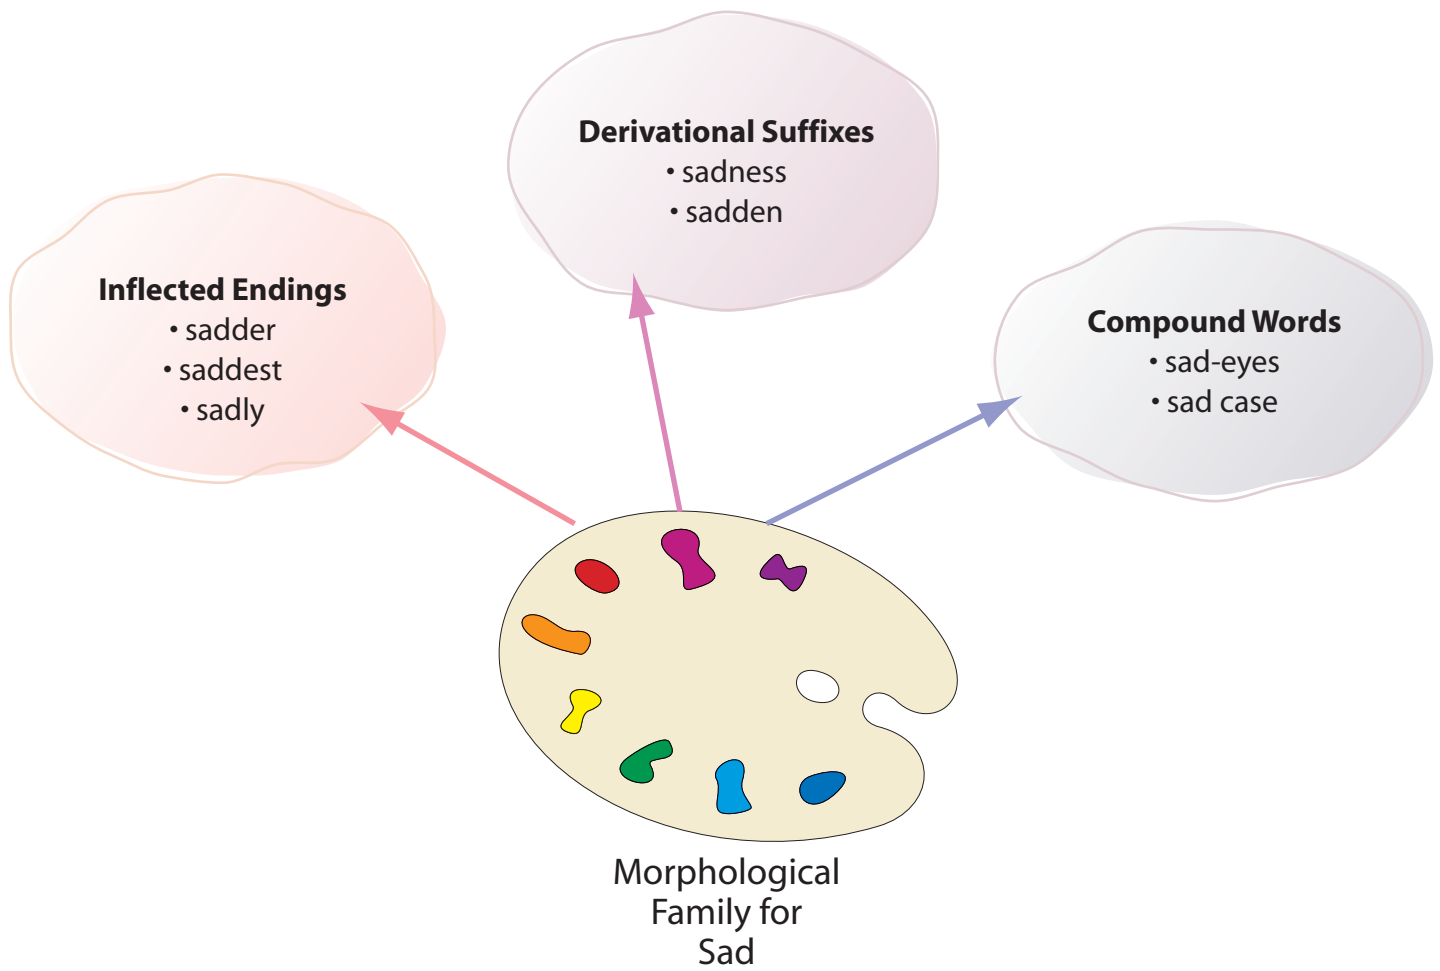 Inflected Endings
• sadder
• saddest
• sadly
Derivational Suffixes
• sadness
• sadden
Compound Words
• sad-eyes
• sad case
Morphological
Family for
Sad